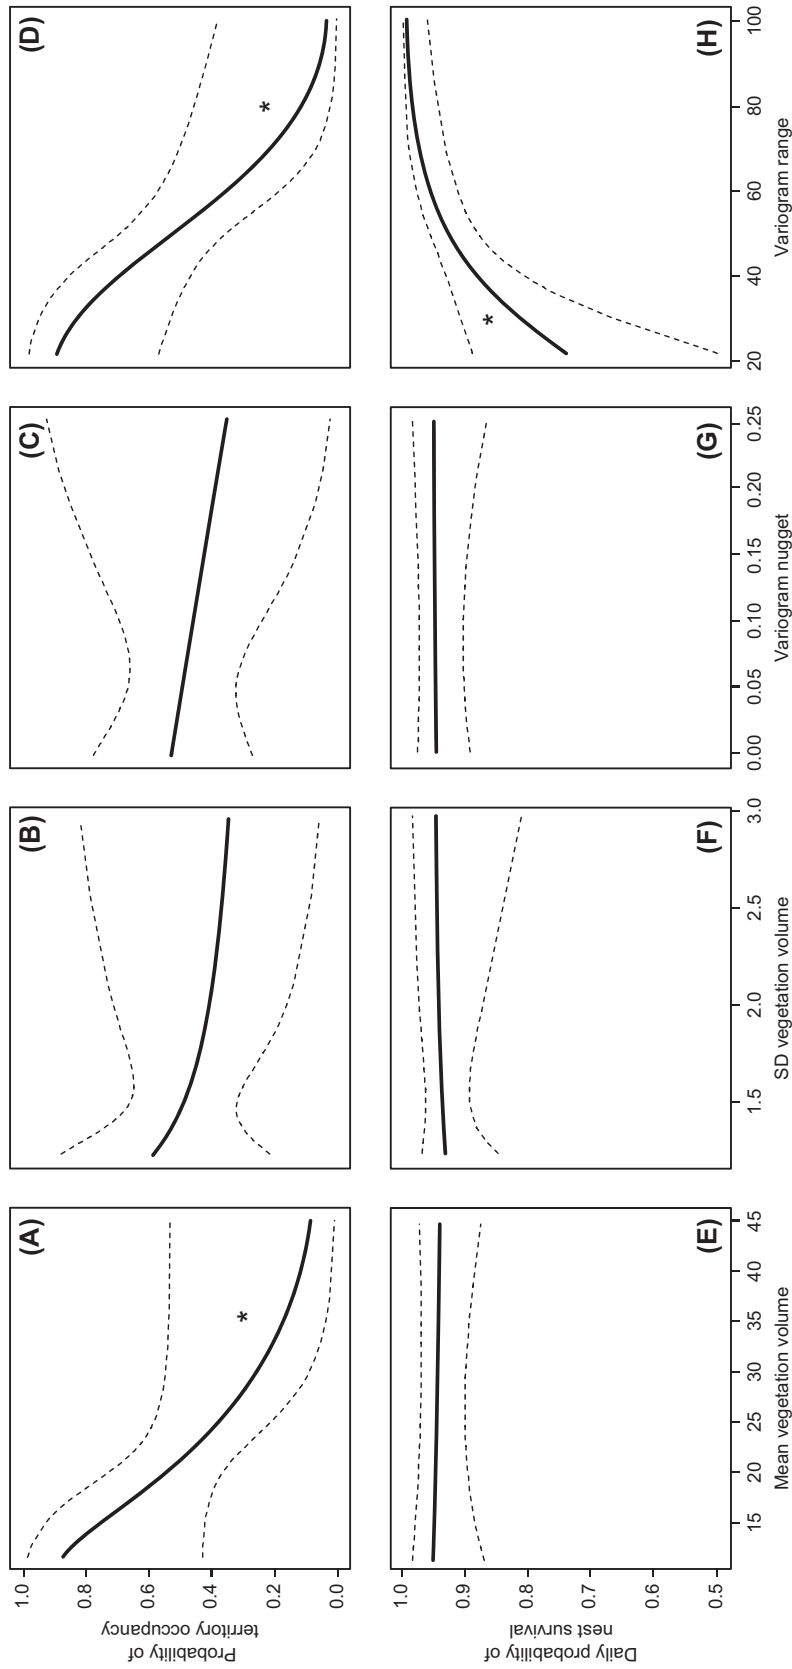 Probability of
territory occupancy
1.0
0.8
0.6
0.4
0.2
0.0
(A)
*
(B)
(C)
(D)
*
Daily probability of
nest survival
1.0
0.9
0.8
0.7
0.6
0.5
(E)
(F)
(G)
(H)
*
15 20 25 30 35 40 45
Mean vegetation volume
1.5 2.0 2.5 3.0
SD vegetation volume
0.00 0.05 0.10 0.15 0.20 0.25
Variogram nugget
20 40 60 80 100
Variogram range